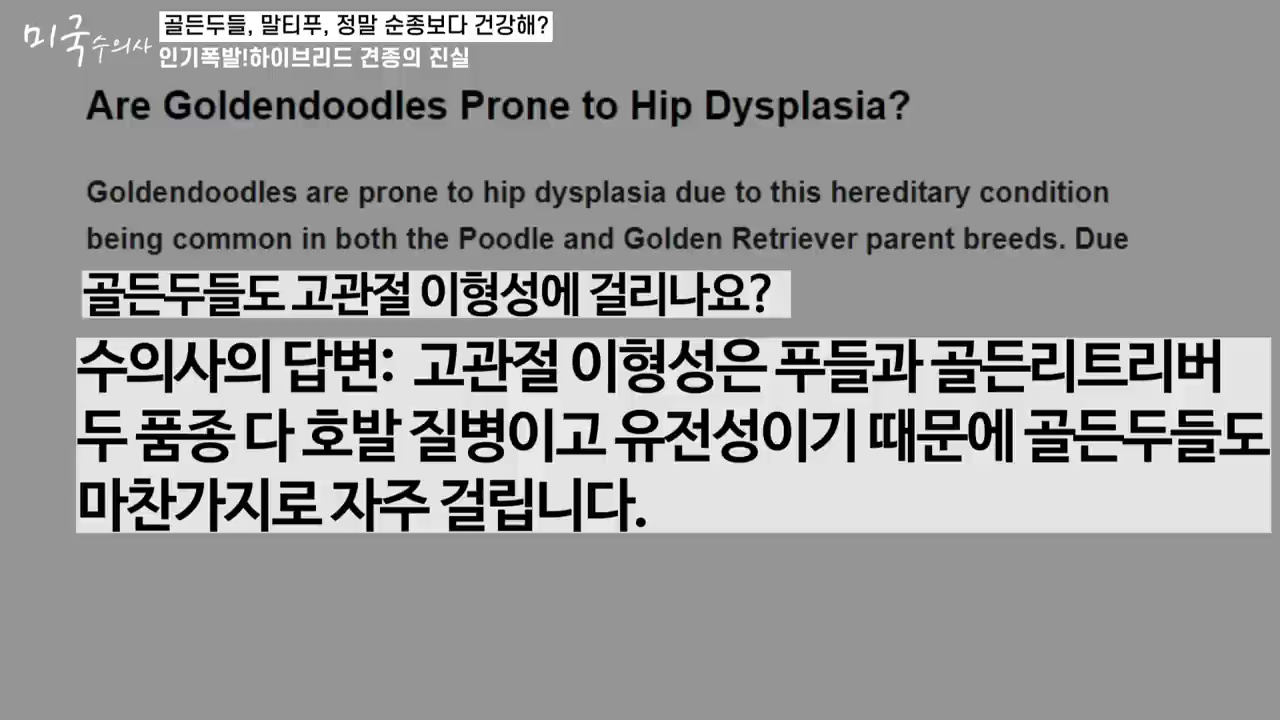 미국수의사
골든두들, 말티푸, 정말 순종보다 건강해?
인기폭발!하이브리드 견종의 진실
Are Goldendoodles Prone to Hip Dysplasia?
Goldendoodles are prone to hip dysplasia due to this hereditary condition
being common in both the Poodle and Golden Retriever parent breeds. Due
골든두들도 고관절 이형성에 걸리나요?
수의사의 답변: 고관절 이형성은 푸들과 골든리트리버
두 품종 다 호발 질병이고 유전성이기 때문에 골든두들도
마찬가지로 자주 걸립니다.